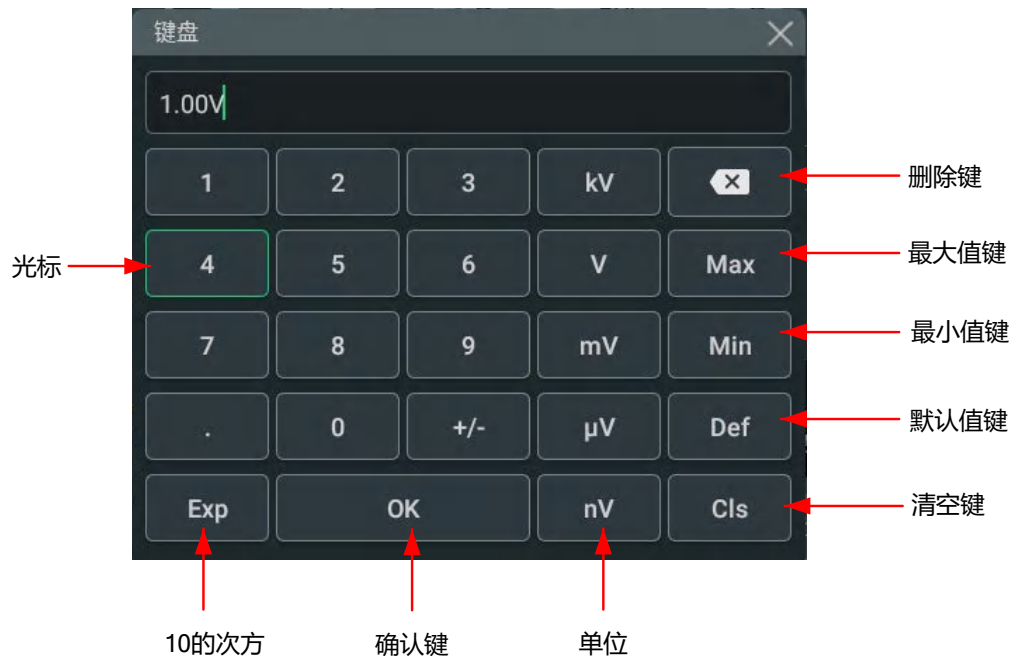 键盘
1.00V
1 2 3 kV 删除键
光标 4 5 6 V Max 最大值键
7 8 9 mV Min 最小值键
. 0 +/- µV Def 默认值键
Exp OK nV Cls 清空键
10的次方 确认键 单位